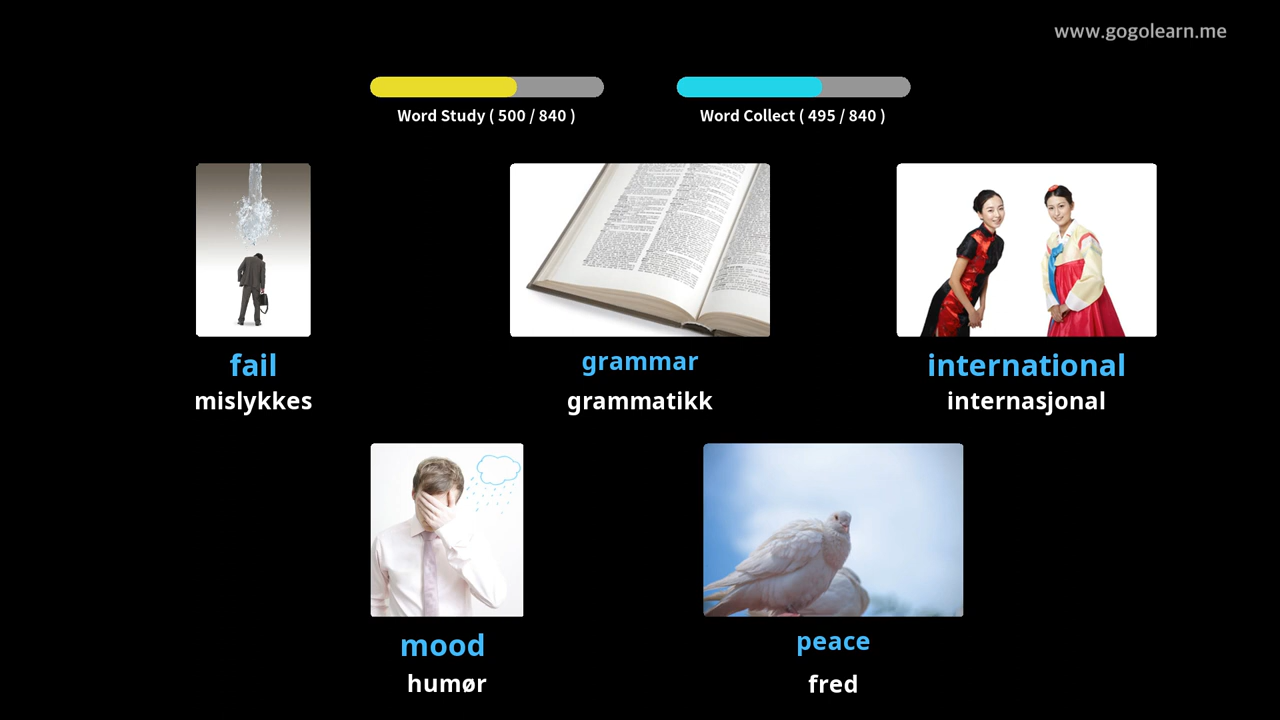 www.gogolearn.me
Word Study ( 500 / 840 )
Word Collect ( 495 / 840 )
fail
mislykkes
grammar
grammatikk
international
internasjonal
mood
humør
peace
fred